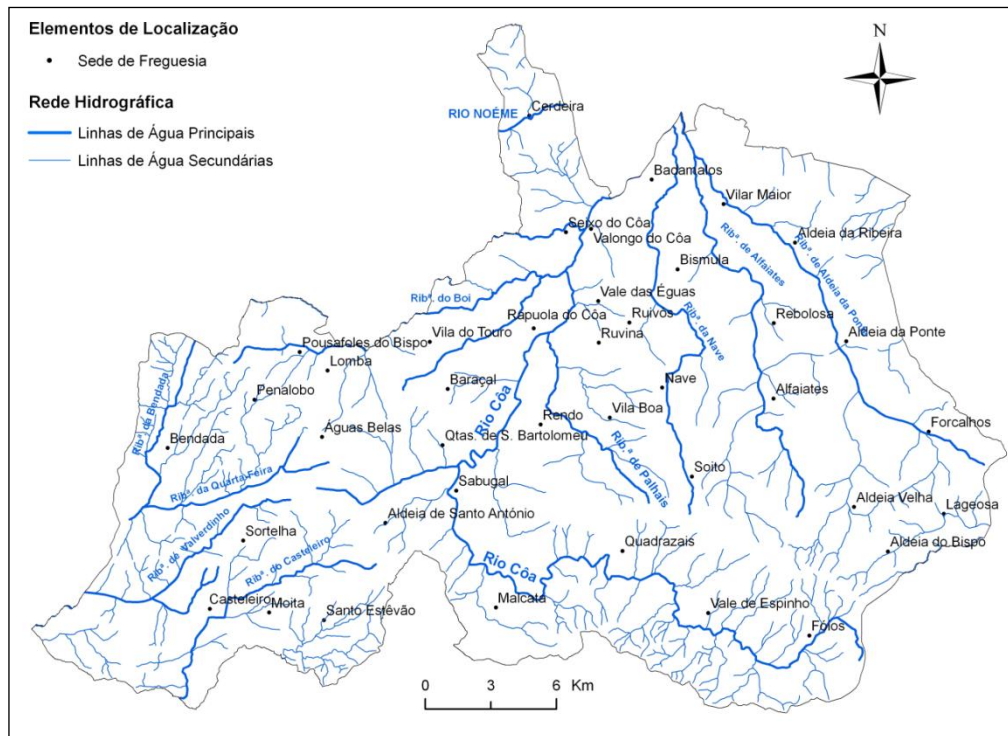 Elementos de Localização
Sede de Freguesia
Rede Hidrográfica
Linhas de Água Principais
Linhas de Água Secundárias
N
Cerdeira
RIO NOÉME
Badamalos
Vilar Maior
Seixo do Côa
Valongo do Côa
Aldeia da Ribeira
Ribª. de Alfaiates
Ribª. de Aldeia da Ponte
Bismula
Ribª. do Boi
Vale das Éguas
Rapoula do Côa
Ruivos
Rebolosa
Vila do Touro
Ruvina
Ribª. da Nave
Aldeia da Ponte
Pousafoles do Bispo
Lomba
Penalobo
Baraçal
Nave
Alfaiates
Rio Côa
Ribª. da Bendada
Rendo
Vila Boa
Forcalhos
Bendada
Águas Belas
Qtas. de S. Bartolomeu
Ribª. de Palhais
Ribª. da Quarta-Feira
Sabugal
Soito
Aldeia Velha
Lageosa
Aldeia de Santo António
Ribª. de Valverdinho
Sortelha
Quadrazais
Aldeia do Bispo
Ribª. do Casteleiro
Rio Côa
Casteleiro
Moita
Santo Estêvão
Malcata
Vale de Espinho
Fóios
0 3 6 Km